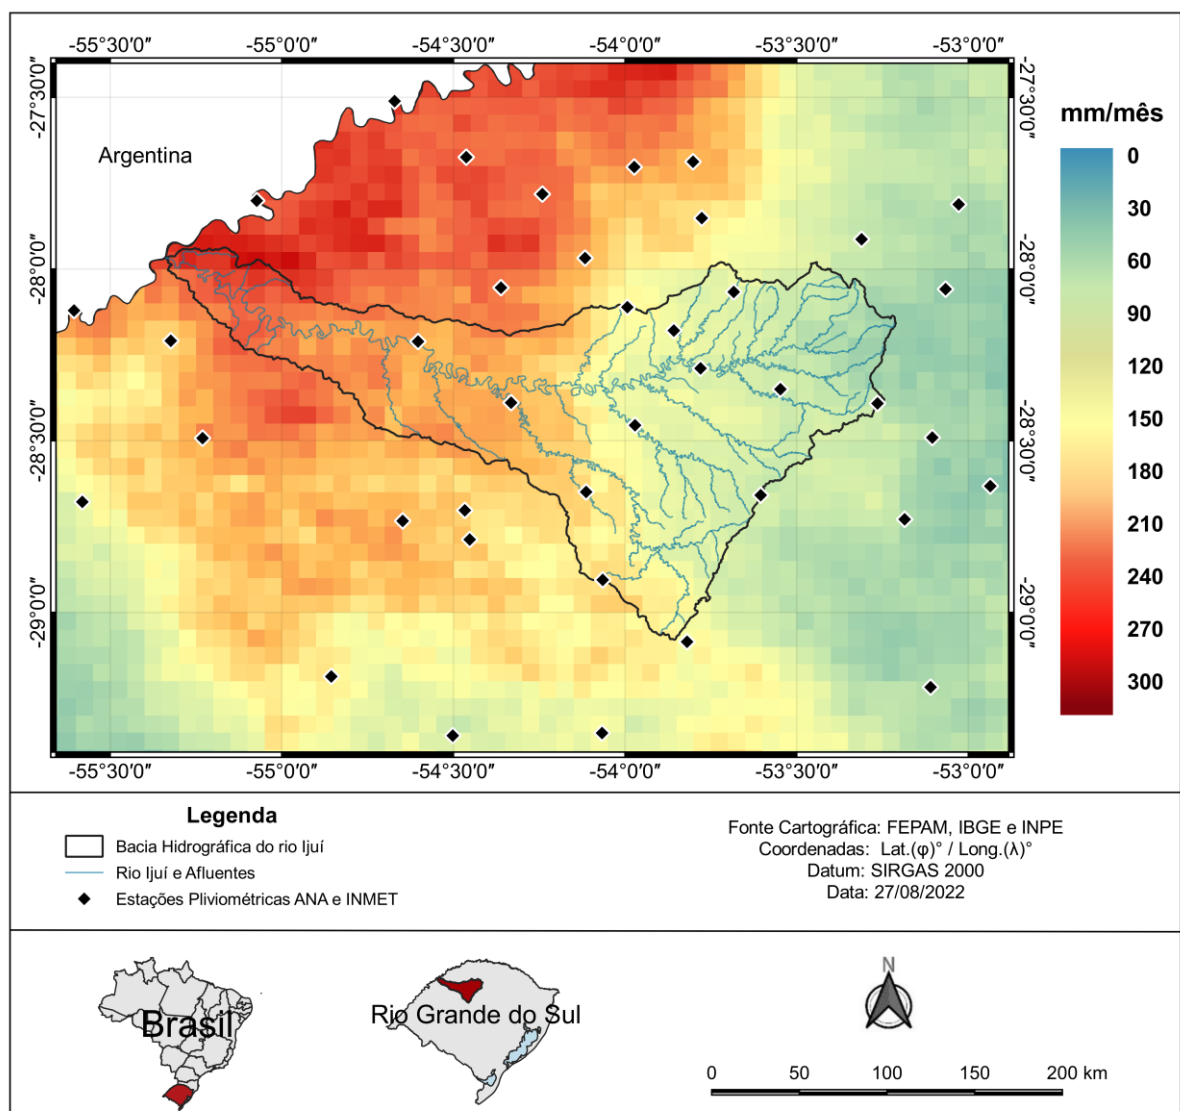 -55°30'0" -55°0'0" -54°30'0" -54°0'0" -53°30'0" -53°0'0"
-27°30'0"
-28°0'0"
-28°30'0"
-29°0'0"
Argentina
-27°30'0"
-28°0'0"
-28°30'0"
-29°0'0"
-55°30'0" -55°0'0" -54°30'0" -54°0'0" -53°30'0" -53°0'0"
mm/mês
0
30
60
90
120
150
180
210
240
270
300
Legenda
Bacia Hidrográfica do rio Ijuí
Rio Ijuí e Afluentes
Estações Pliviométricas ANA e INMET
Fonte Cartográfica: FEPAM, IBGE e INPE
Coordenadas: Lat.(φ)° / Long.(λ)°
Datum: SIRGAS 2000
Data: 27/08/2022
Brasil
Rio Grande do Sul
N
0 50 100 150 200 km